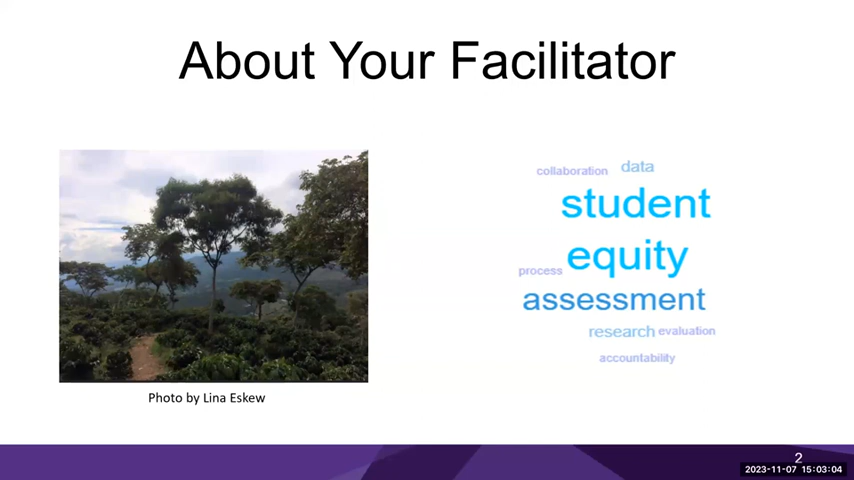 About Your Facilitator
collaboration data
student
equity
process
assessment
research evaluation
accountability
Photo by Lina Eskew
2
2023-11-07 15:03:04